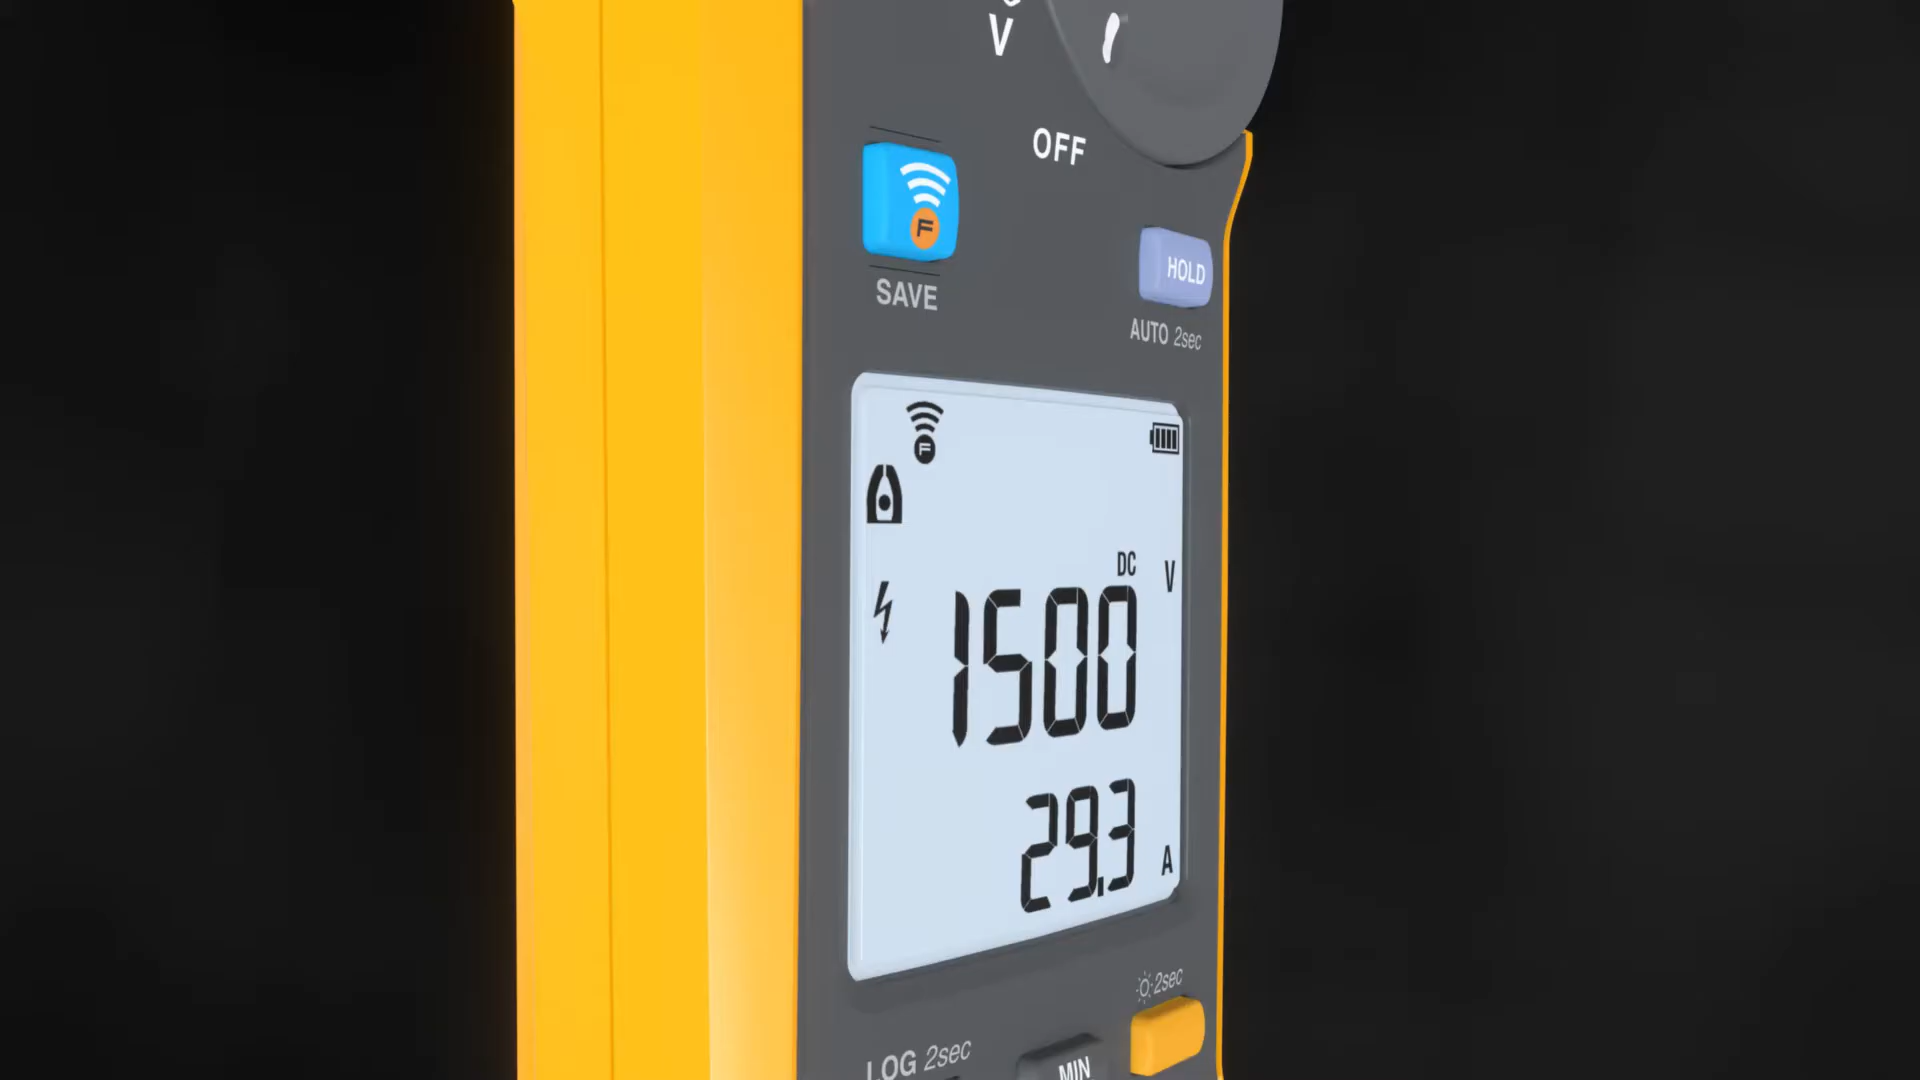 V
OFF
F
SAVE
HOLD
AUTO 2sec
F
DC
V
1500
29.3
A
2sec
LOG 2sec
MIN